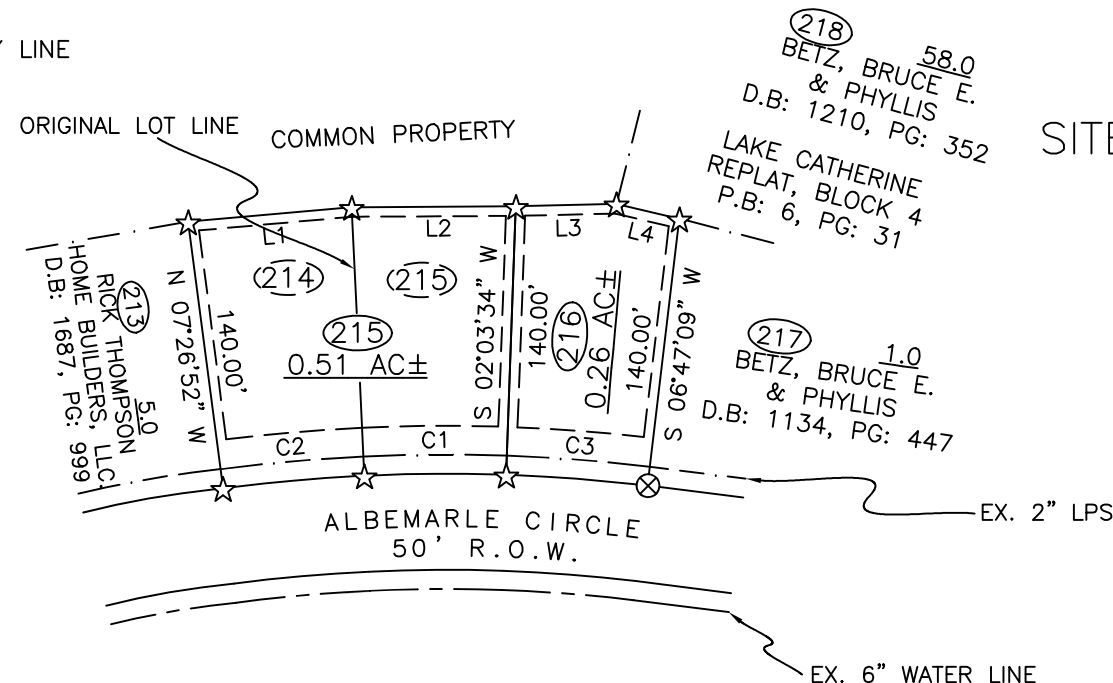 Y LINE
ORIGINAL LOT LINE
COMMON PROPERTY
218
58.0
BETZ, BRUCE E.
& PHYLLIS
D.B: 1210, PG: 352
LAKE CATHERINE
REPLAT, BLOCK 4
P.B: 6, PG: 31
SITE
L1
L2
L3
L4
214
215
215
0.51 AC±
216
0.26 AC±
N 07°26'52" W
140.00'
S 02°03'34" W
140.00'
140.00'
S 06°47'09" W
213
5.0
RICK THOMPSON
HOME BUILDERS, LLC.
D.B: 1687, PG: 999
217
1.0
BETZ, BRUCE E.
& PHYLLIS
D.B: 1134, PG: 447
C2
C1
C3
ALBEMARLE CIRCLE
50' R.O.W.
EX. 2" LPS
EX. 6" WATER LINE